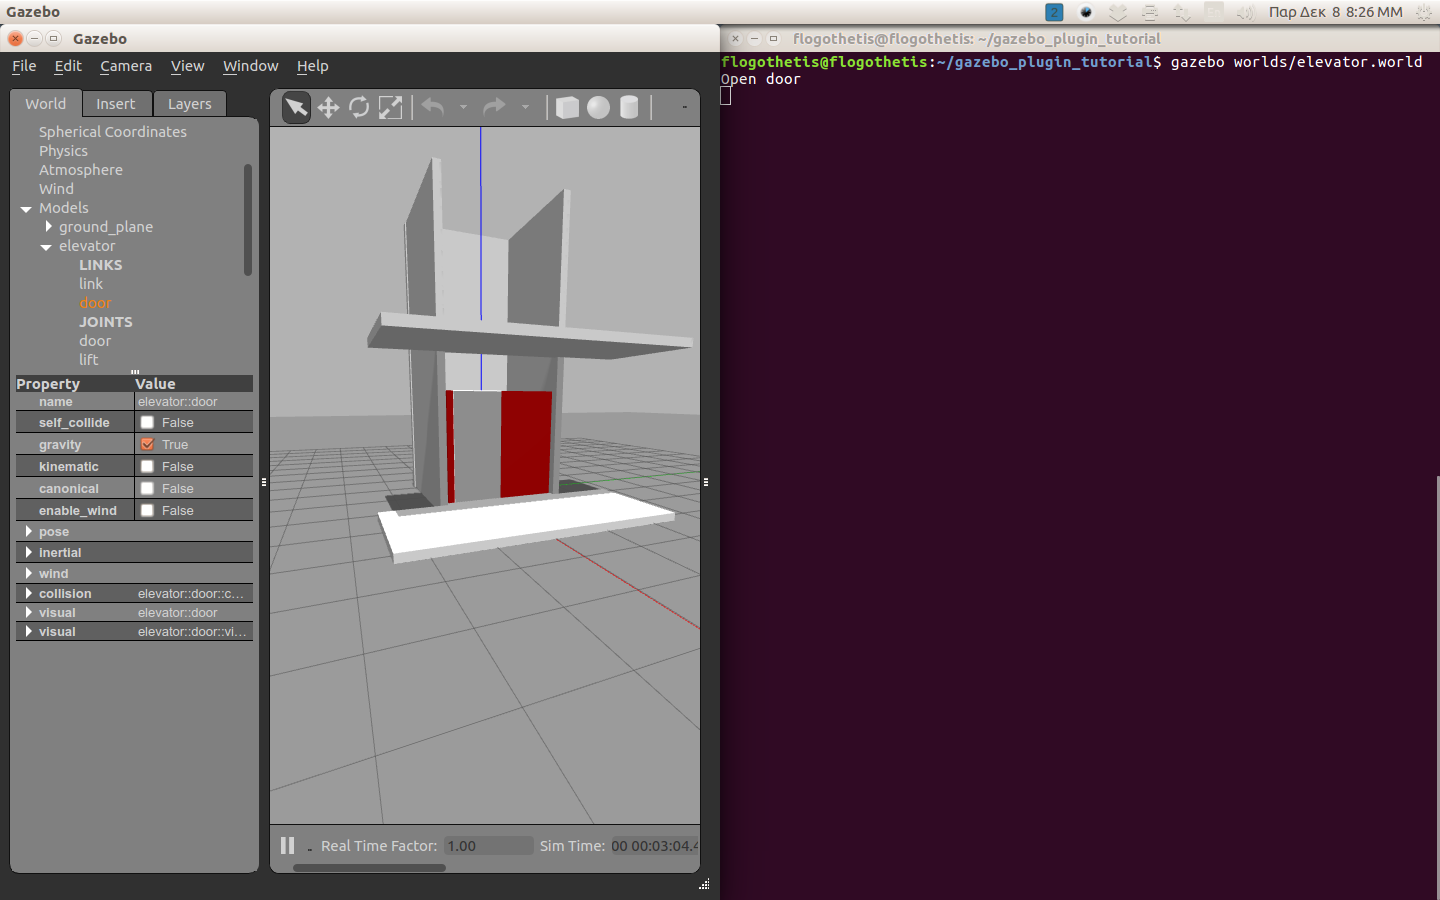 Gazebo
2
Παρ Δεκ 8 8:26 MM
Gazebo
File Edit Camera View Window Help
World Insert Layers
Spherical Coordinates
Physics
Atmosphere
Wind
Models
ground_plane
elevator
LINKS
link
door
JOINTS
door
lift
Property Value
name elevator::door
self_collide False
gravity True
kinematic False
canonical False
enable_wind False
pose
inertial
wind
collision elevator::door::c...
visual elevator::door
visual elevator::door::vi...
Real Time Factor: 1.00 Sim Time: 00 00:03:04.4
flogothetis@flogothetis: ~/gazebo_plugin_tutorial
flogothetis@flogothetis:~/gazebo_plugin_tutorial$ gazebo worlds/elevator.world
Open door